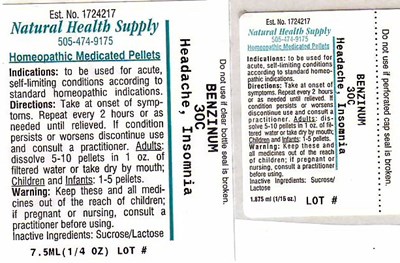 Est. No. 1724217
Natural Health Supply
505-474-9175
Homeopathic Medicated Pellets
Indications: to be used for acute,
self-limiting conditions according to
standard homeopathic indications.
Directions: Take at onset of symp-
toms. Repeat every 2 hours or as
needed until relieved. If condition
persists or worsens discontinue use
and consult a practitioner. Adults:
dissolve 5-10 pellets in 1 oz. of
filtered water or take dry by mouth;
Children and Infants: 1-5 pellets.
Warning: Keep these and all medi-
cines out of the reach of children;
if pregnant or nursing, consult a
practitioner before using.
Inactive Ingredients: Sucrose/Lactose
7.5ML(1/4 OZ) LOT #
Do not use if outer bottle seal is broken.
BENZINUM
30C
Headache, Insomnia
Est. No. 1724217
Natural Health Supply
505-474-9175
Homeopathic Medicated Pellets
Indications: to be used for
acute, self-limiting conditions
according to standard homeo-
pathic indications.
Directions: Take at onset of
symptoms. Repeat every 2 hours
or as needed until relieved. If
condition persists or worsens
discontinue use and consult a
practitioner. Adults: dissolve
5-10 pellets in 1 oz. of filtered
water or take dry by mouth;
Children and Infants: 1-5 pellets.
Warning: Keep these and all
medicines out of the reach of
children; if pregnant or nursing,
consult a practitioner before
using.
Inactive Ingredients: Sucrose/
Lactose
1.875 ml (1/15 oz.) LOT #
Do not use if perforated cap seal is broken.
BENZINUM
30C
Headache, Insomnia